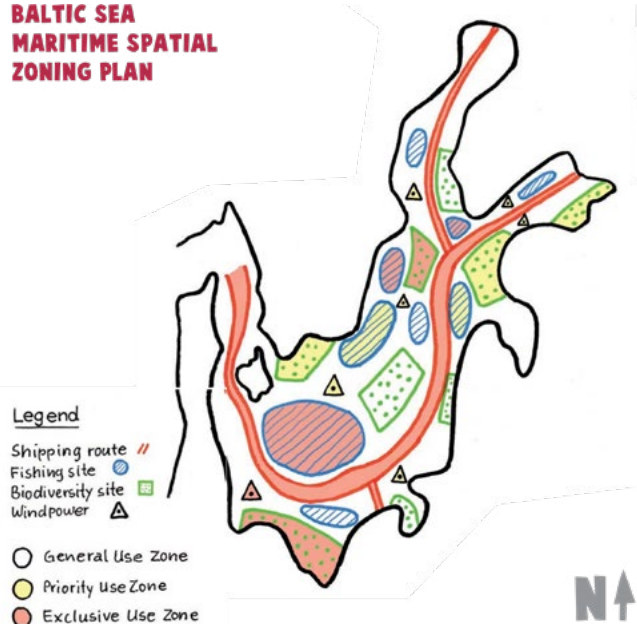 BALTIC SEA
MARITIME SPATIAL
ZONING PLAN
Legend
Shipping route
Fishing site
Biodiversity site
Windpower
General Use Zone
Priority Use Zone
Exclusive Use Zone
N